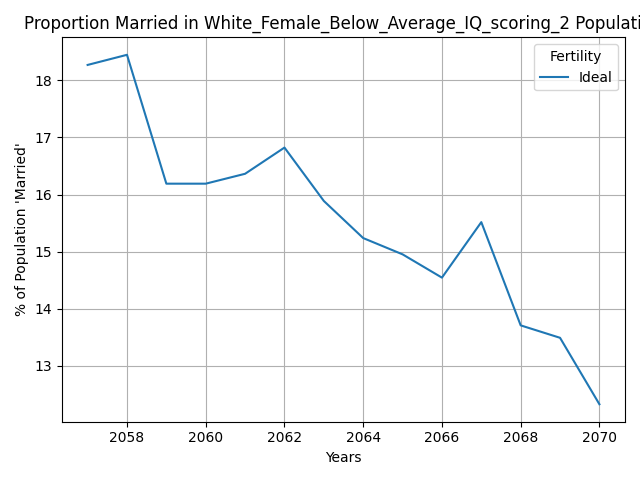 Proportion Married in White_Female_Below_Average_IQ_scoring_2 Populati
Fertility
Ideal
% of Population 'Married'
18
17
16
15
14
13
2058 2060 2062 2064 2066 2068 2070
Years